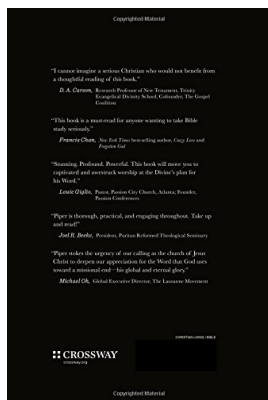 Copyrighted Material
“I cannot imagine a serious Christian who would not benefit from
a thoughtful reading of this book.”
D. A. Carson, Research Professor of New Testament, Trinity
Evangelical Divinity School; Cofounder, The Gospel
Coalition
“This book is a must-read for anyone wanting to take Bible
study seriously.”
Francis Chan, New York Times best-selling author, Crazy Love and
Forgotten God
“Stunning. Profound. Powerful. This book will move you to
captivated and awestruck worship at the Divine’s plan for
his Word.”
Louie Giglio, Pastor, Passion City Church, Atlanta; Founder,
Passion Conferences
“Piper is thorough, practical, and engaging throughout. Take up
and read!”
Joel R. Beeke, President, Puritan Reformed Theological Seminary
“Piper stokes the urgency of our calling as the church of Jesus
Christ to deepen our appreciation for the Word that God uses
toward a missional end—his global and eternal glory.”
Michael Oh, Global Executive Director, The Lausanne Movement
CHRISTIAN LIVING / BIBLE
CROSSWAY
crossway.org
Copyrighted Material